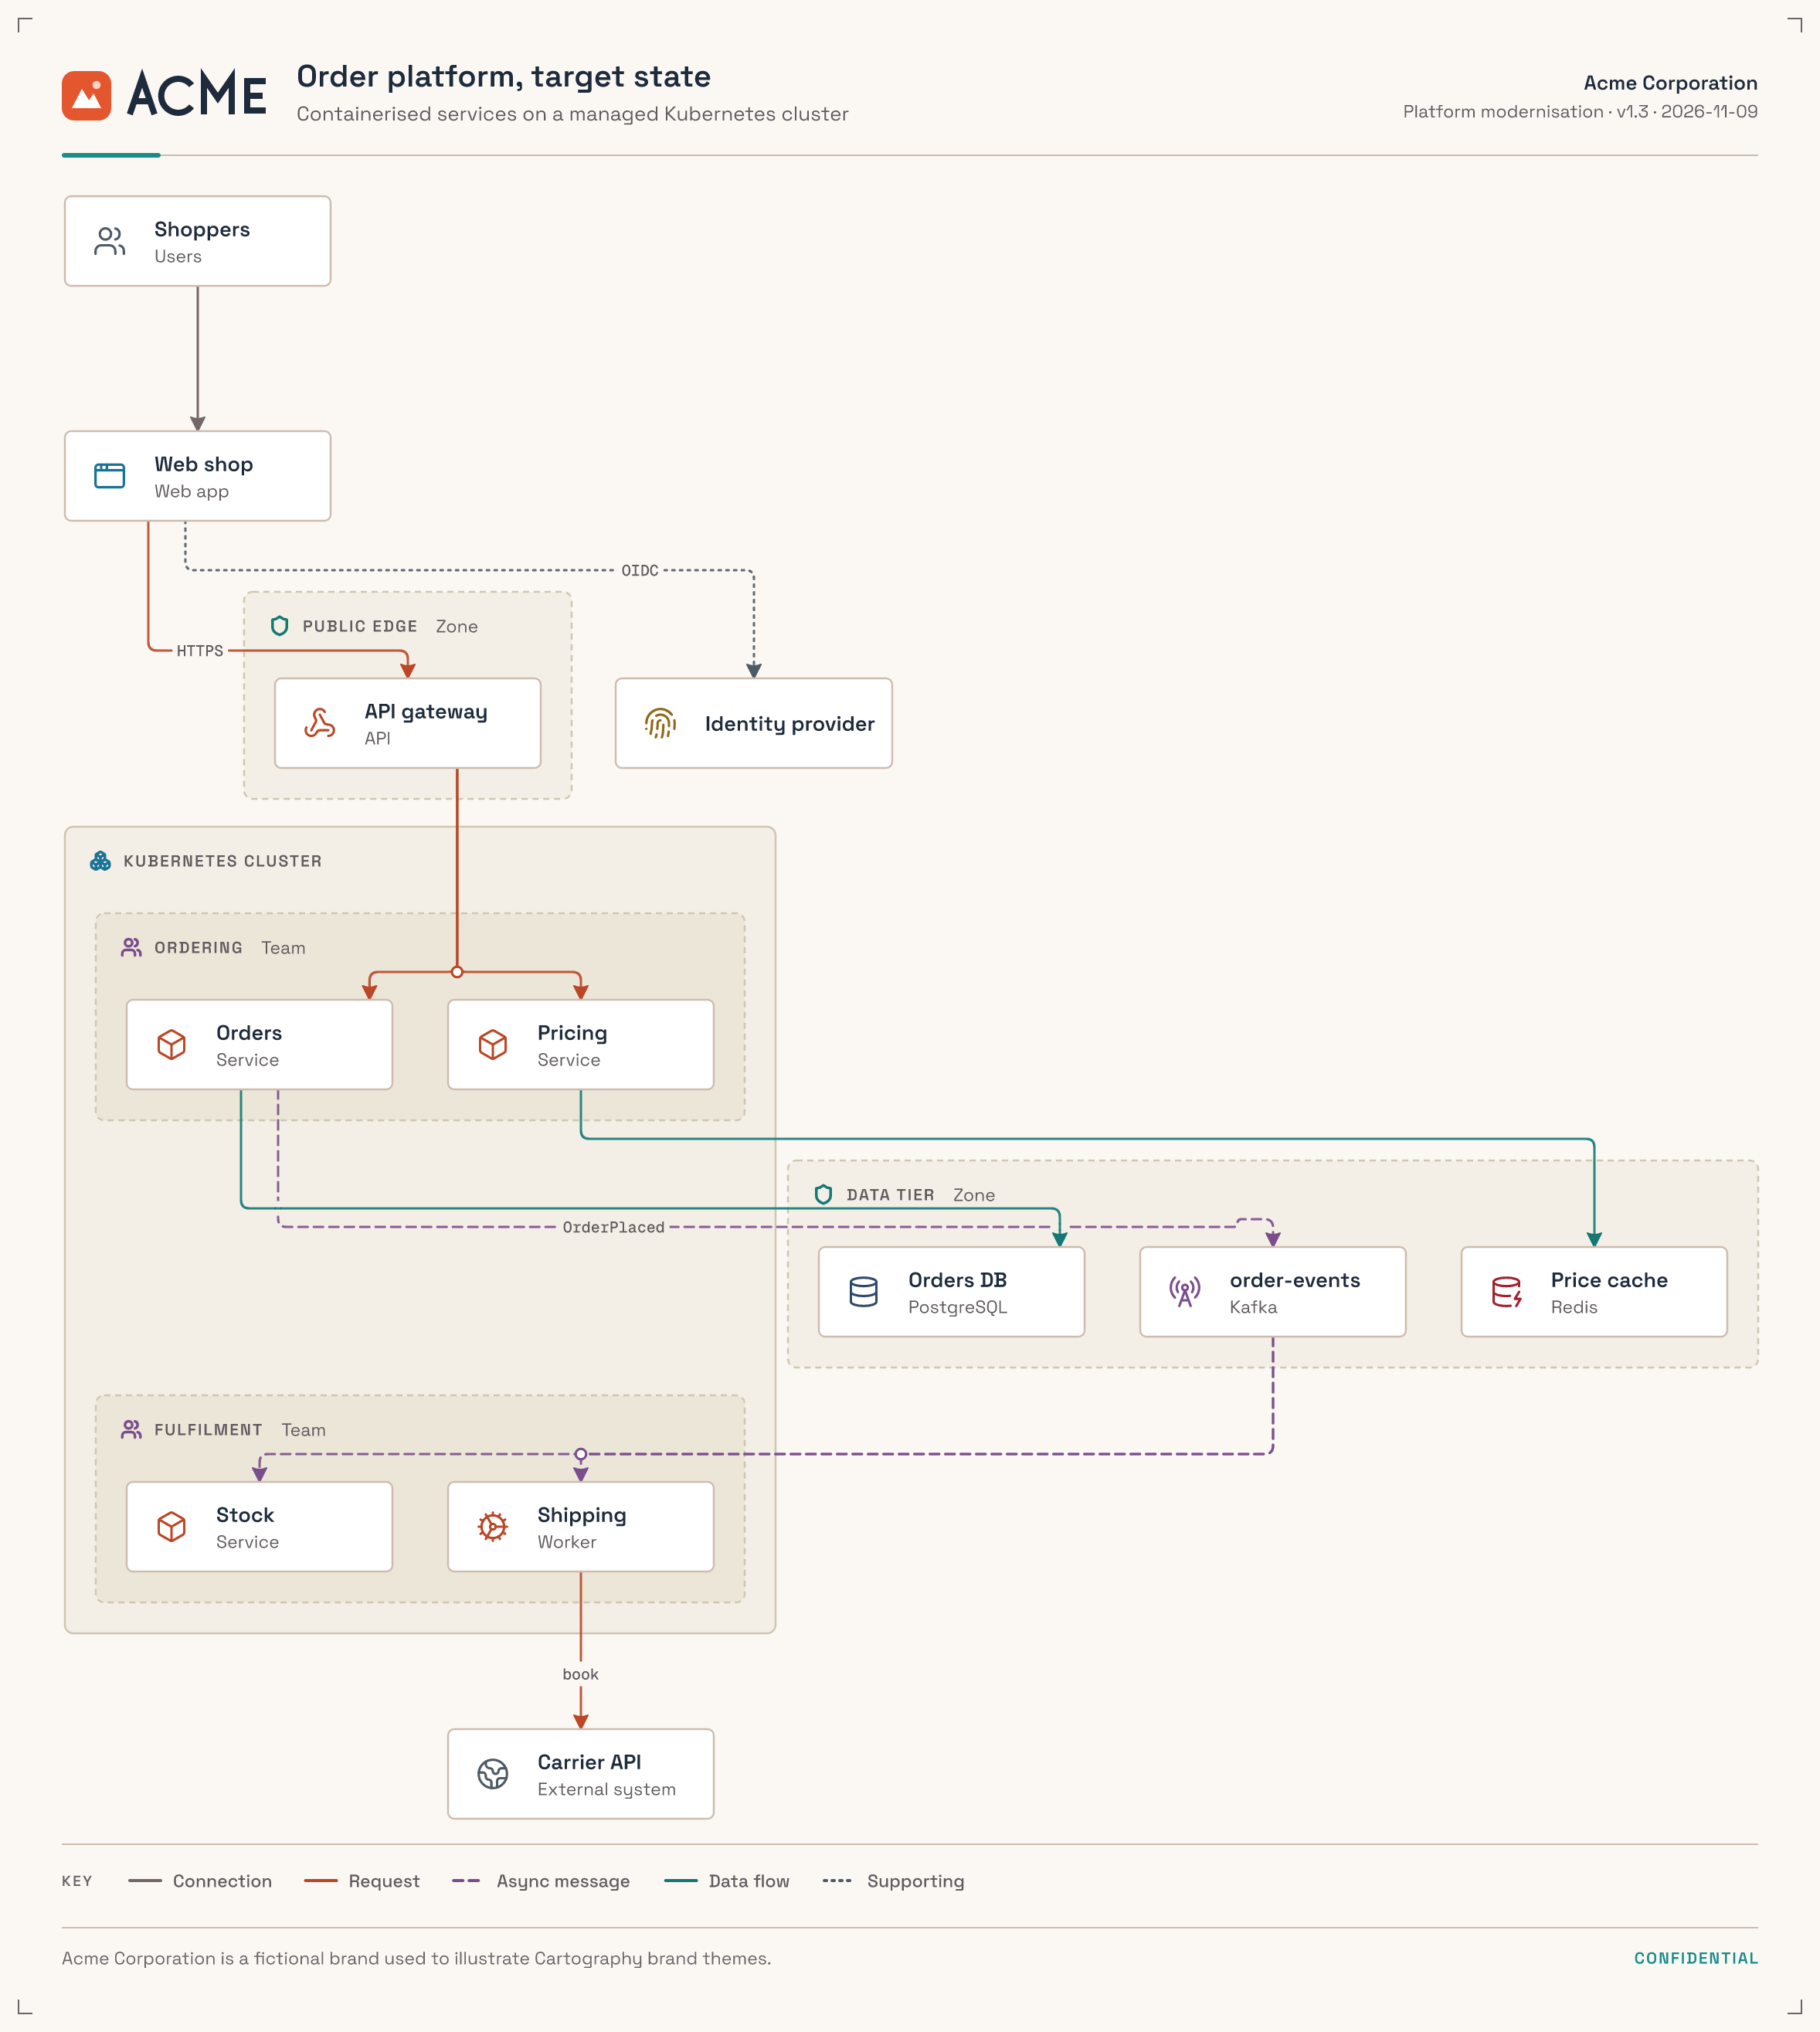 ACME
Order platform, target state
Containerised services on a managed Kubernetes cluster
Acme Corporation
Platform modernisation · v1.3 · 2026-11-09
Shoppers
Users
Web shop
Web app
OIDC
PUBLIC EDGE Zone
HTTPS
API gateway
API
Identity provider
KUBERNETES CLUSTER
ORDERING Team
Orders
Service
Pricing
Service
DATA TIER Zone
OrderPlaced
Orders DB
PostgreSQL
order-events
Kafka
Price cache
Redis
FULFILMENT Team
Stock
Service
Shipping
Worker
book
Carrier API
External system
KEY Connection Request Async message Data flow Supporting
Acme Corporation is a fictional brand used to illustrate Cartography brand themes.
CONFIDENTIAL